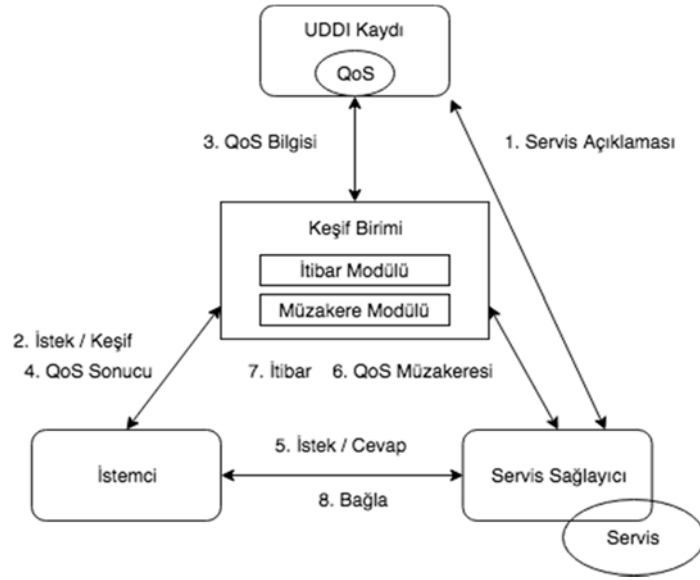 UDDI Kaydı
QoS
3. QoS Bilgisi
1. Servis Açıklaması
Keşif Birimi
İtibar Modülü
Müzakere Modülü
2. İstek / Keşif
4. QoS Sonucu
7. İtibar
6. QoS Müzakeresi
İstemci
5. İstek / Cevap
8. Bağla
Servis Sağlayıcı
Servis